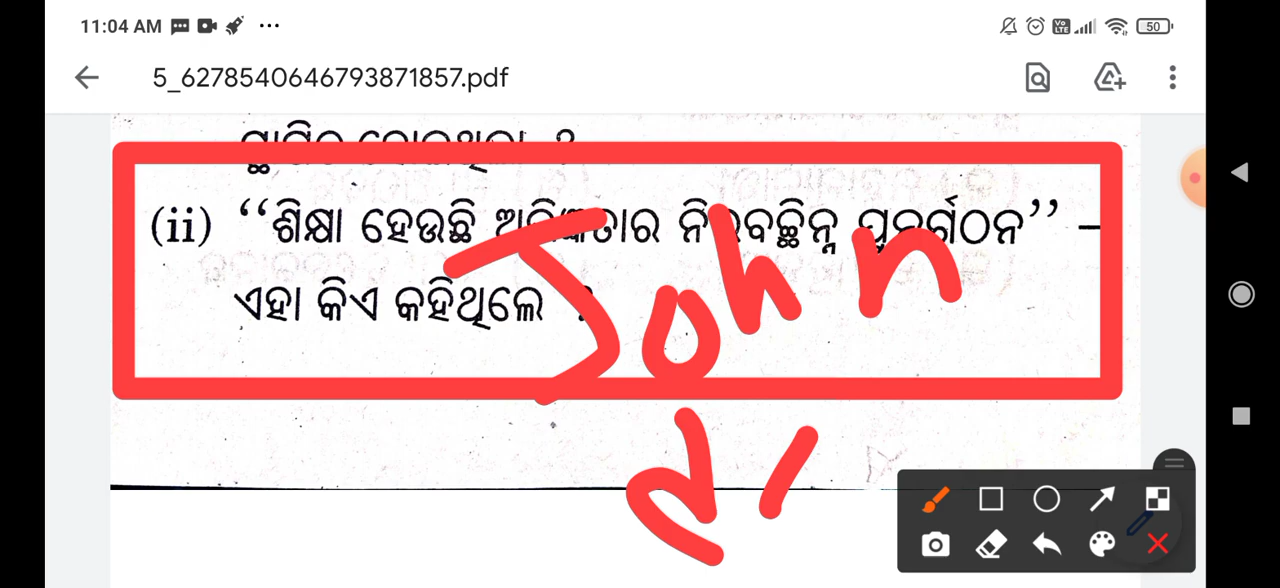 11:04 AM
50
5_6278540646793871857.pdf
(ii) ‘‘ଶିକ୍ଷା ହେଉଛି ଅଭିଜ୍ଞତାର ନିରବଚ୍ଛିନ୍ନ ପୁନର୍ଗଠନ’’ –
ଏହା କିଏ କହିଥିଲେ ?
John